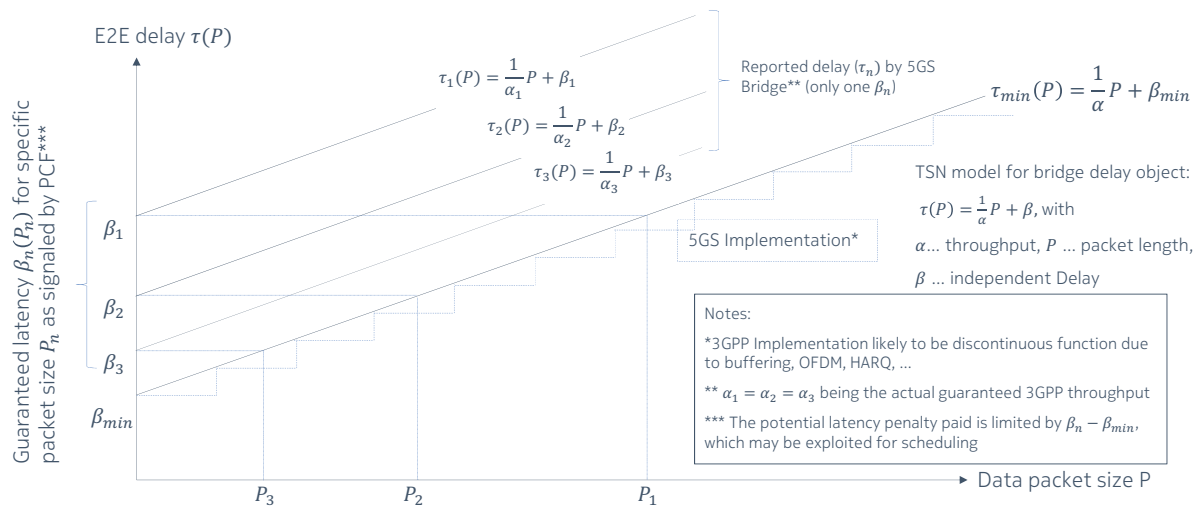 E2E delay τ(P)
Guaranteed latency βₙ(Pₙ) for specific
packet size Pₙ as signaled by PCF***
τ₁(P) = 1/α₁ P + β₁
τ₂(P) = 1/α₂ P + β₂
τ₃(P) = 1/α₃ P + β₃
Reported delay (τₙ) by 5GS
Bridge** (only one βₙ)
τₘᵢₙ(P) = 1/α P + βₘᵢₙ
TSN model for bridge delay object:
τ(P) = 1/α P + β, with
α… throughput, P … packet length,
β … independent Delay
β₁
β₂
β₃
βₘᵢₙ
5GS Implementation*
Notes:
*3GPP Implementation likely to be discontinuous function due
to buffering, OFDM, HARQ, …
** α₁ = α₂ = α₃ being the actual guaranteed 3GPP throughput
*** The potential latency penalty paid is limited by βₙ − βₘᵢₙ,
which may be exploited for scheduling
P₃
P₂
P₁
Data packet size P